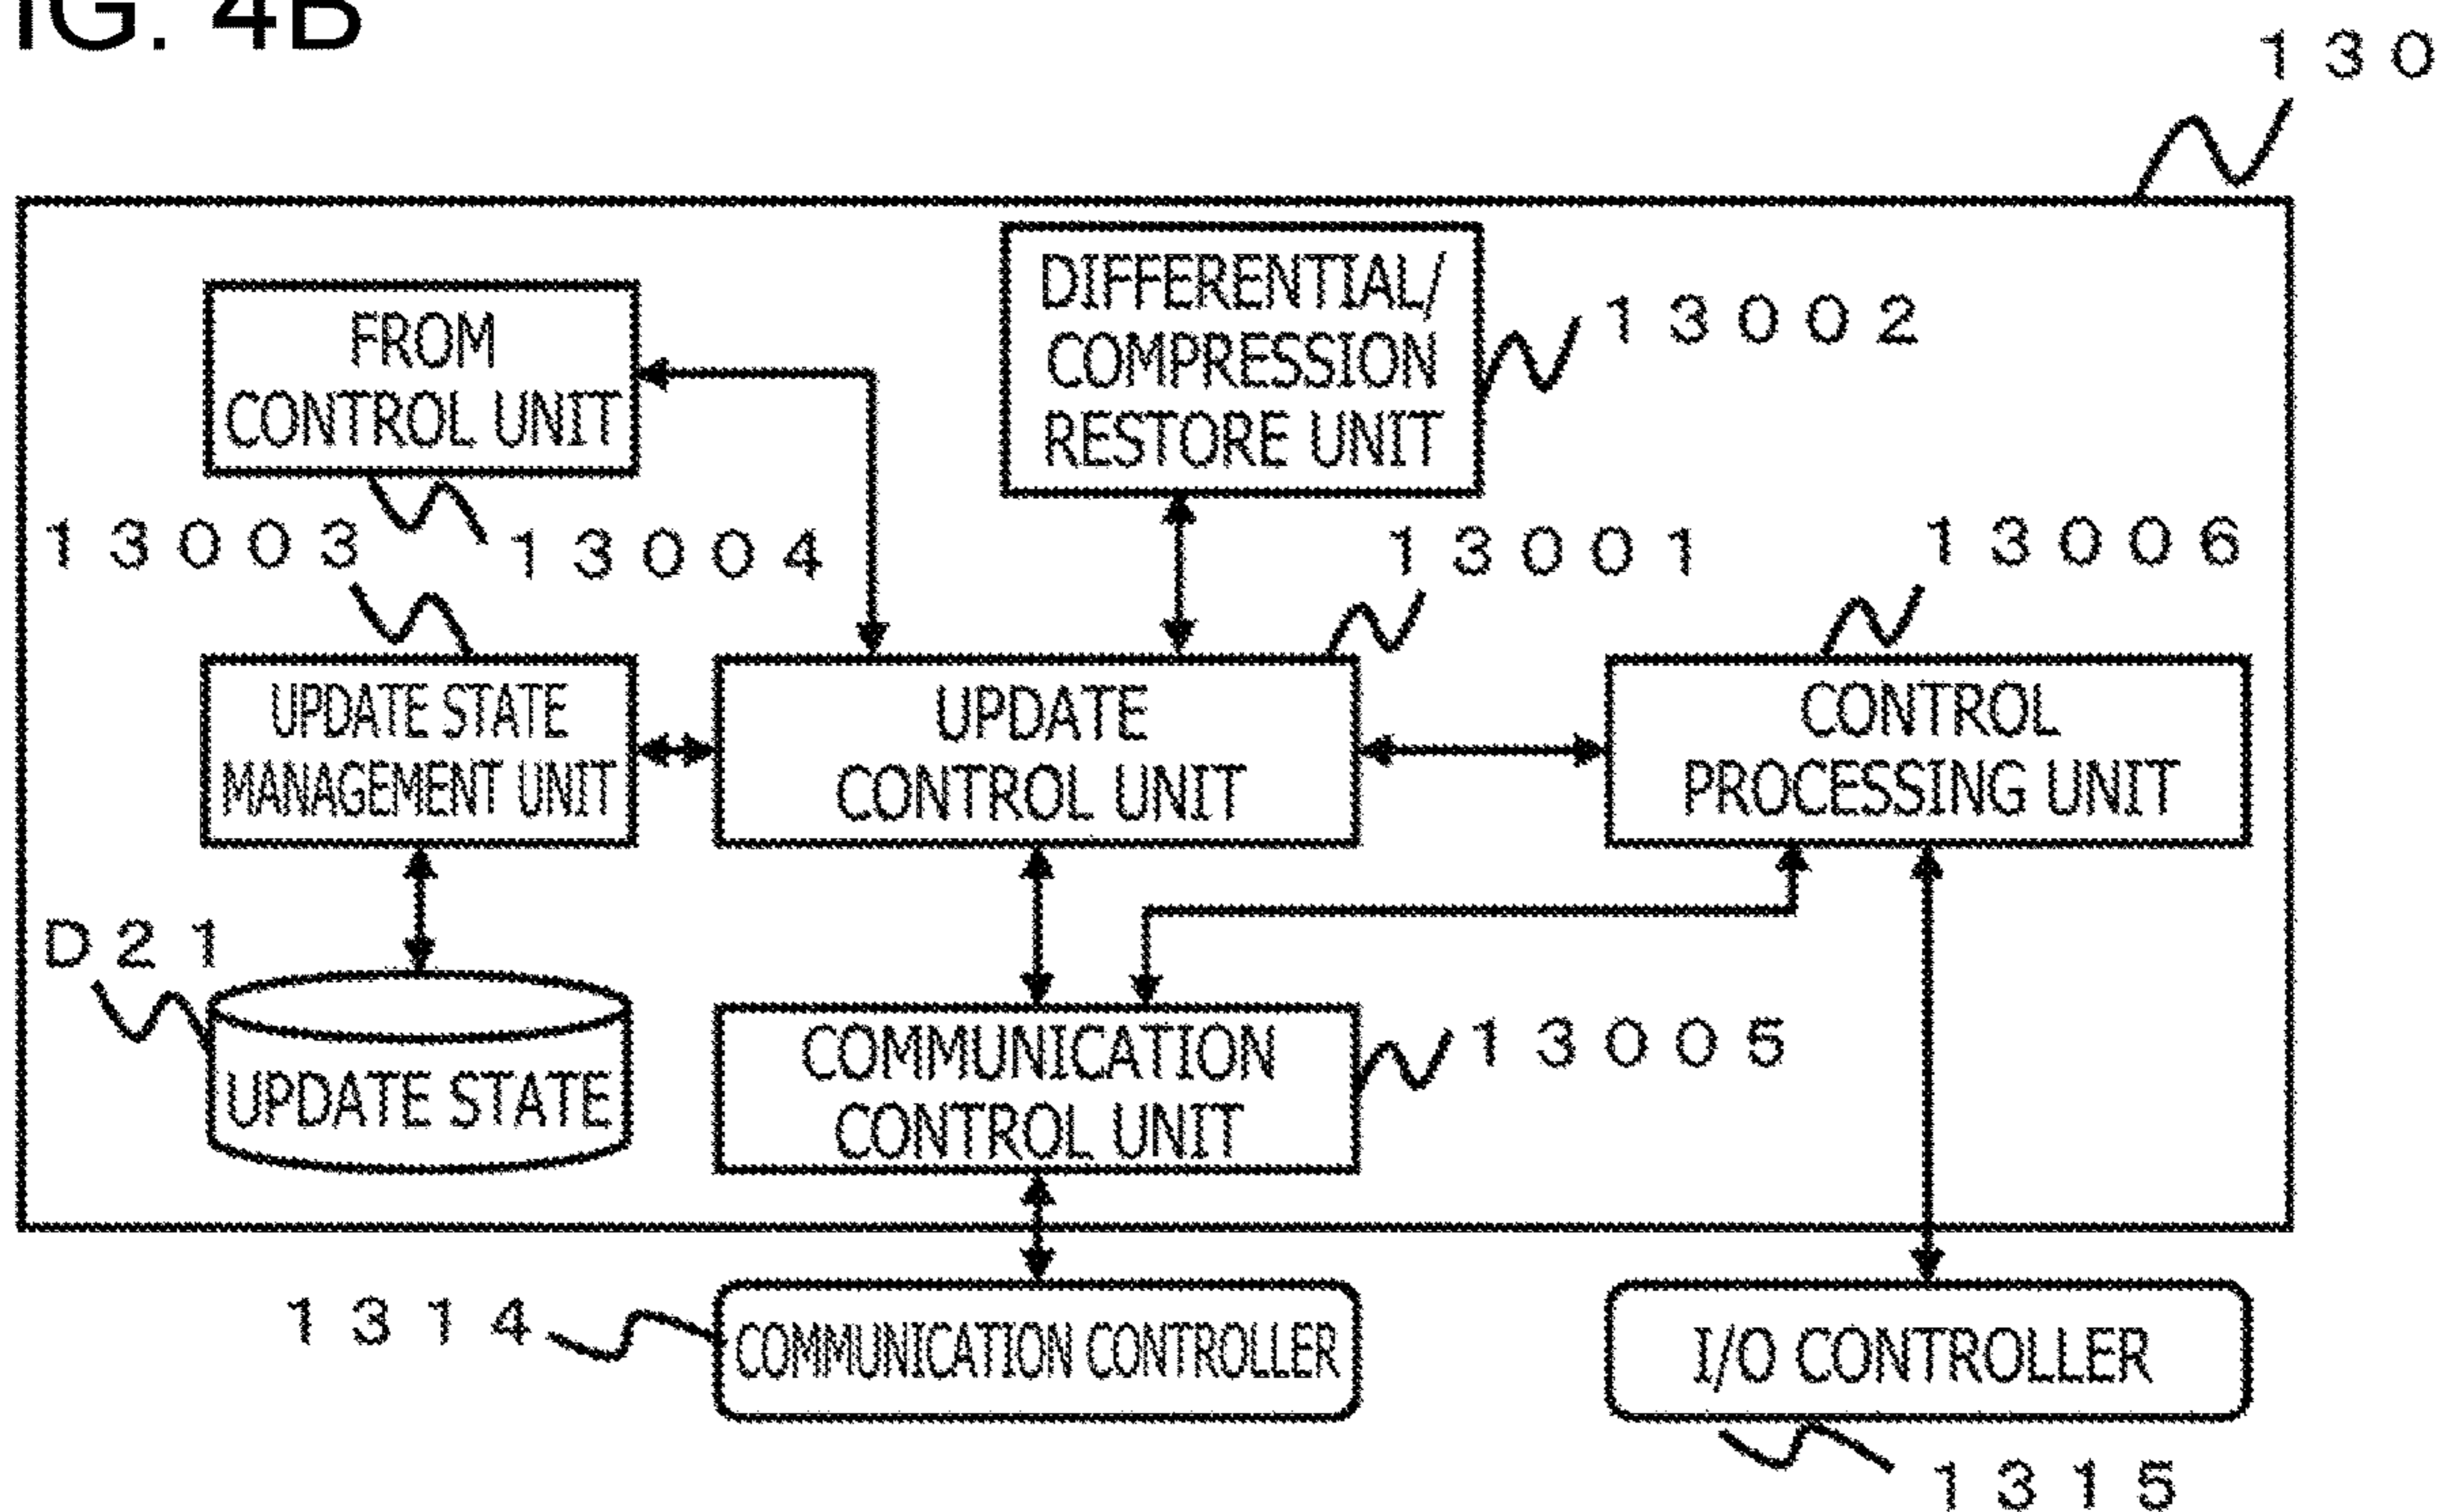 IG. 4B
130
FROM
CONTROL UNIT
DIFFERENTIAL/
COMPRESSION
RESTORE UNIT
13002
13003
13004
13001
13006
UPDATE STATE
MANAGEMENT UNIT
UPDATE
CONTROL UNIT
CONTROL
PROCESSING UNIT
D21
UPDATE STATE
COMMUNICATION
CONTROL UNIT
13005
1314
COMMUNICATION CONTROLLER
I/O CONTROLLER
1315